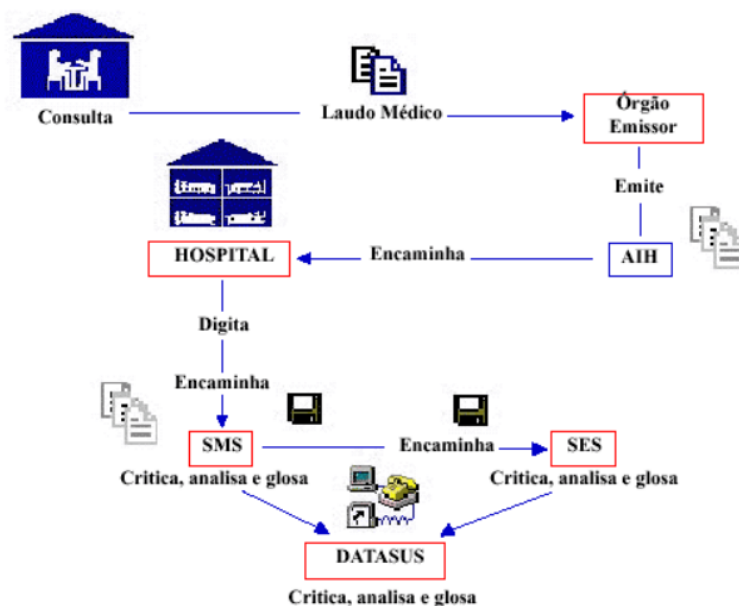 Consulta
Laudo Médico
Órgão
Emissor
Emite
HOSPITAL
Encaminha
AIH
Digita
Encaminha
SMS
Encaminha
SES
Critica, analisa e glosa
Critica, analisa e glosa
DATASUS
Critica, analisa e glosa